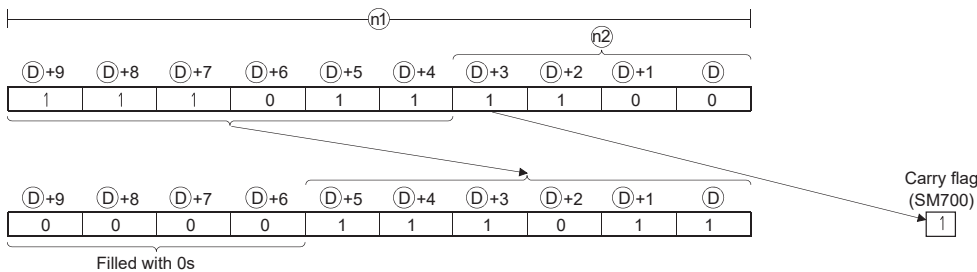 n1
n2
D+9 D+8 D+7 D+6 D+5 D+4 D+3 D+2 D+1 D
1 1 1 0 1 1 1 1 0 0
D+9 D+8 D+7 D+6 D+5 D+4 D+3 D+2 D+1 D
Carry flag
(SM700)
0 0 0 0 1 1 1 0 1 1 1
Filled with 0s